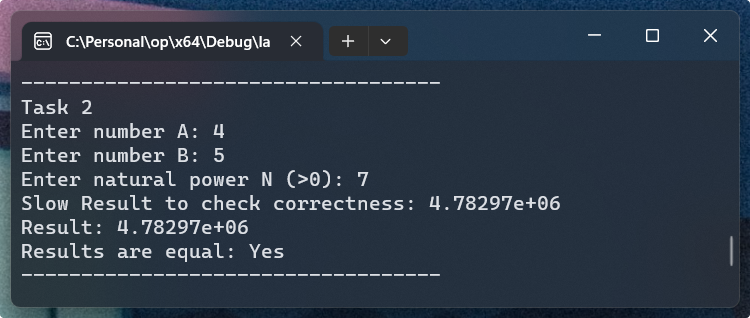 C:\Personal\op\x64\Debug\la
-----------------------------------
Task 2
Enter number A: 4
Enter number B: 5
Enter natural power N (>0): 7
Slow Result to check correctness: 4.78297e+06
Result: 4.78297e+06
Results are equal: Yes
-----------------------------------